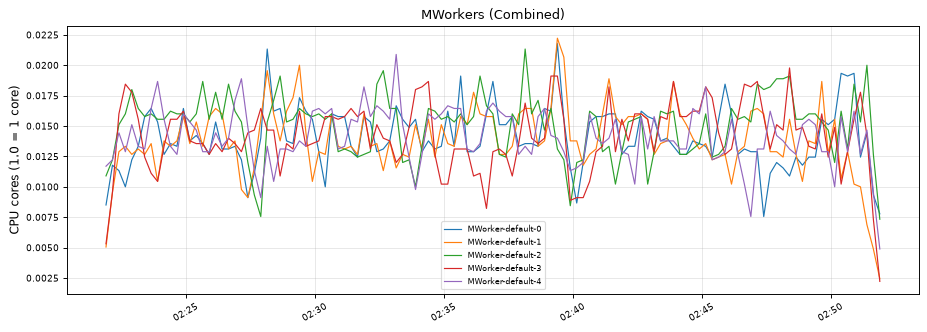 MWorkers (Combined)
CPU cores (1.0 = 1 core)
0.0225
0.0200
0.0175
0.0150
0.0125
0.0100
0.0075
0.0050
0.0025
MWorker-default-0
MWorker-default-1
MWorker-default-2
MWorker-default-3
MWorker-default-4
02:25
02:30
02:35
02:40
02:45
02:50